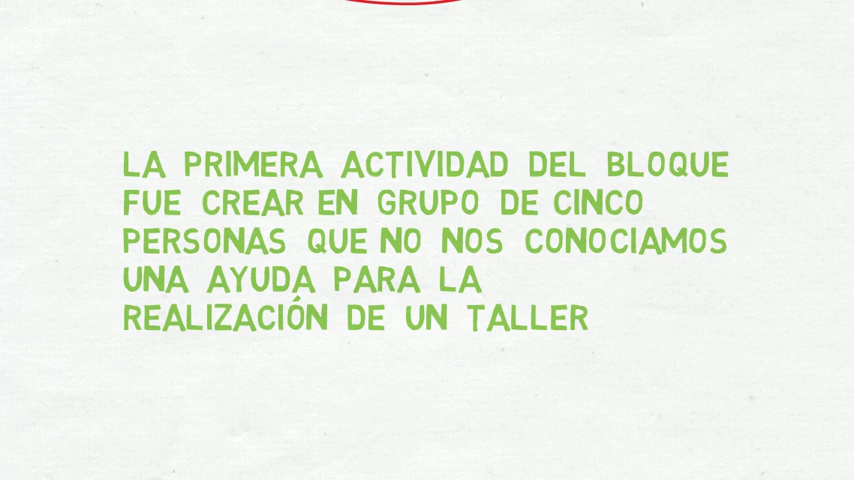 LA PRIMERA ACTIVIDAD DEL BLOQUE
FUE CREAR EN GRUPO DE CINCO
PERSONAS QUE NO NOS CONOCIAMOS
UNA AYUDA PARA LA
REALIZACIÓN DE UN TALLER